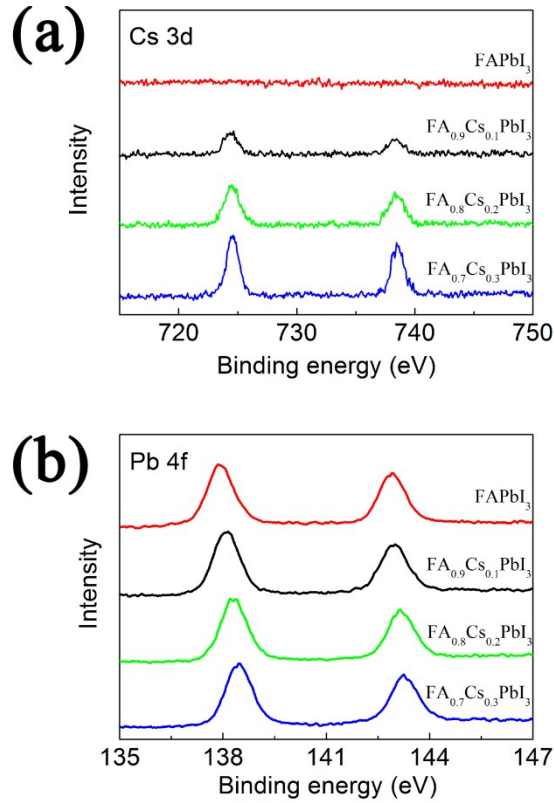 (a)
Cs 3d
FAPbI₃
FA₀.₉Cs₀.₁PbI₃
FA₀.₈Cs₀.₂PbI₃
FA₀.₇Cs₀.₃PbI₃
Intensity
720 730 740 750
Binding energy (eV)
(b)
Pb 4f
FAPbI₃
FA₀.₉Cs₀.₁PbI₃
FA₀.₈Cs₀.₂PbI₃
FA₀.₇Cs₀.₃PbI₃
Intensity
135 138 141 144 147
Binding energy (eV)